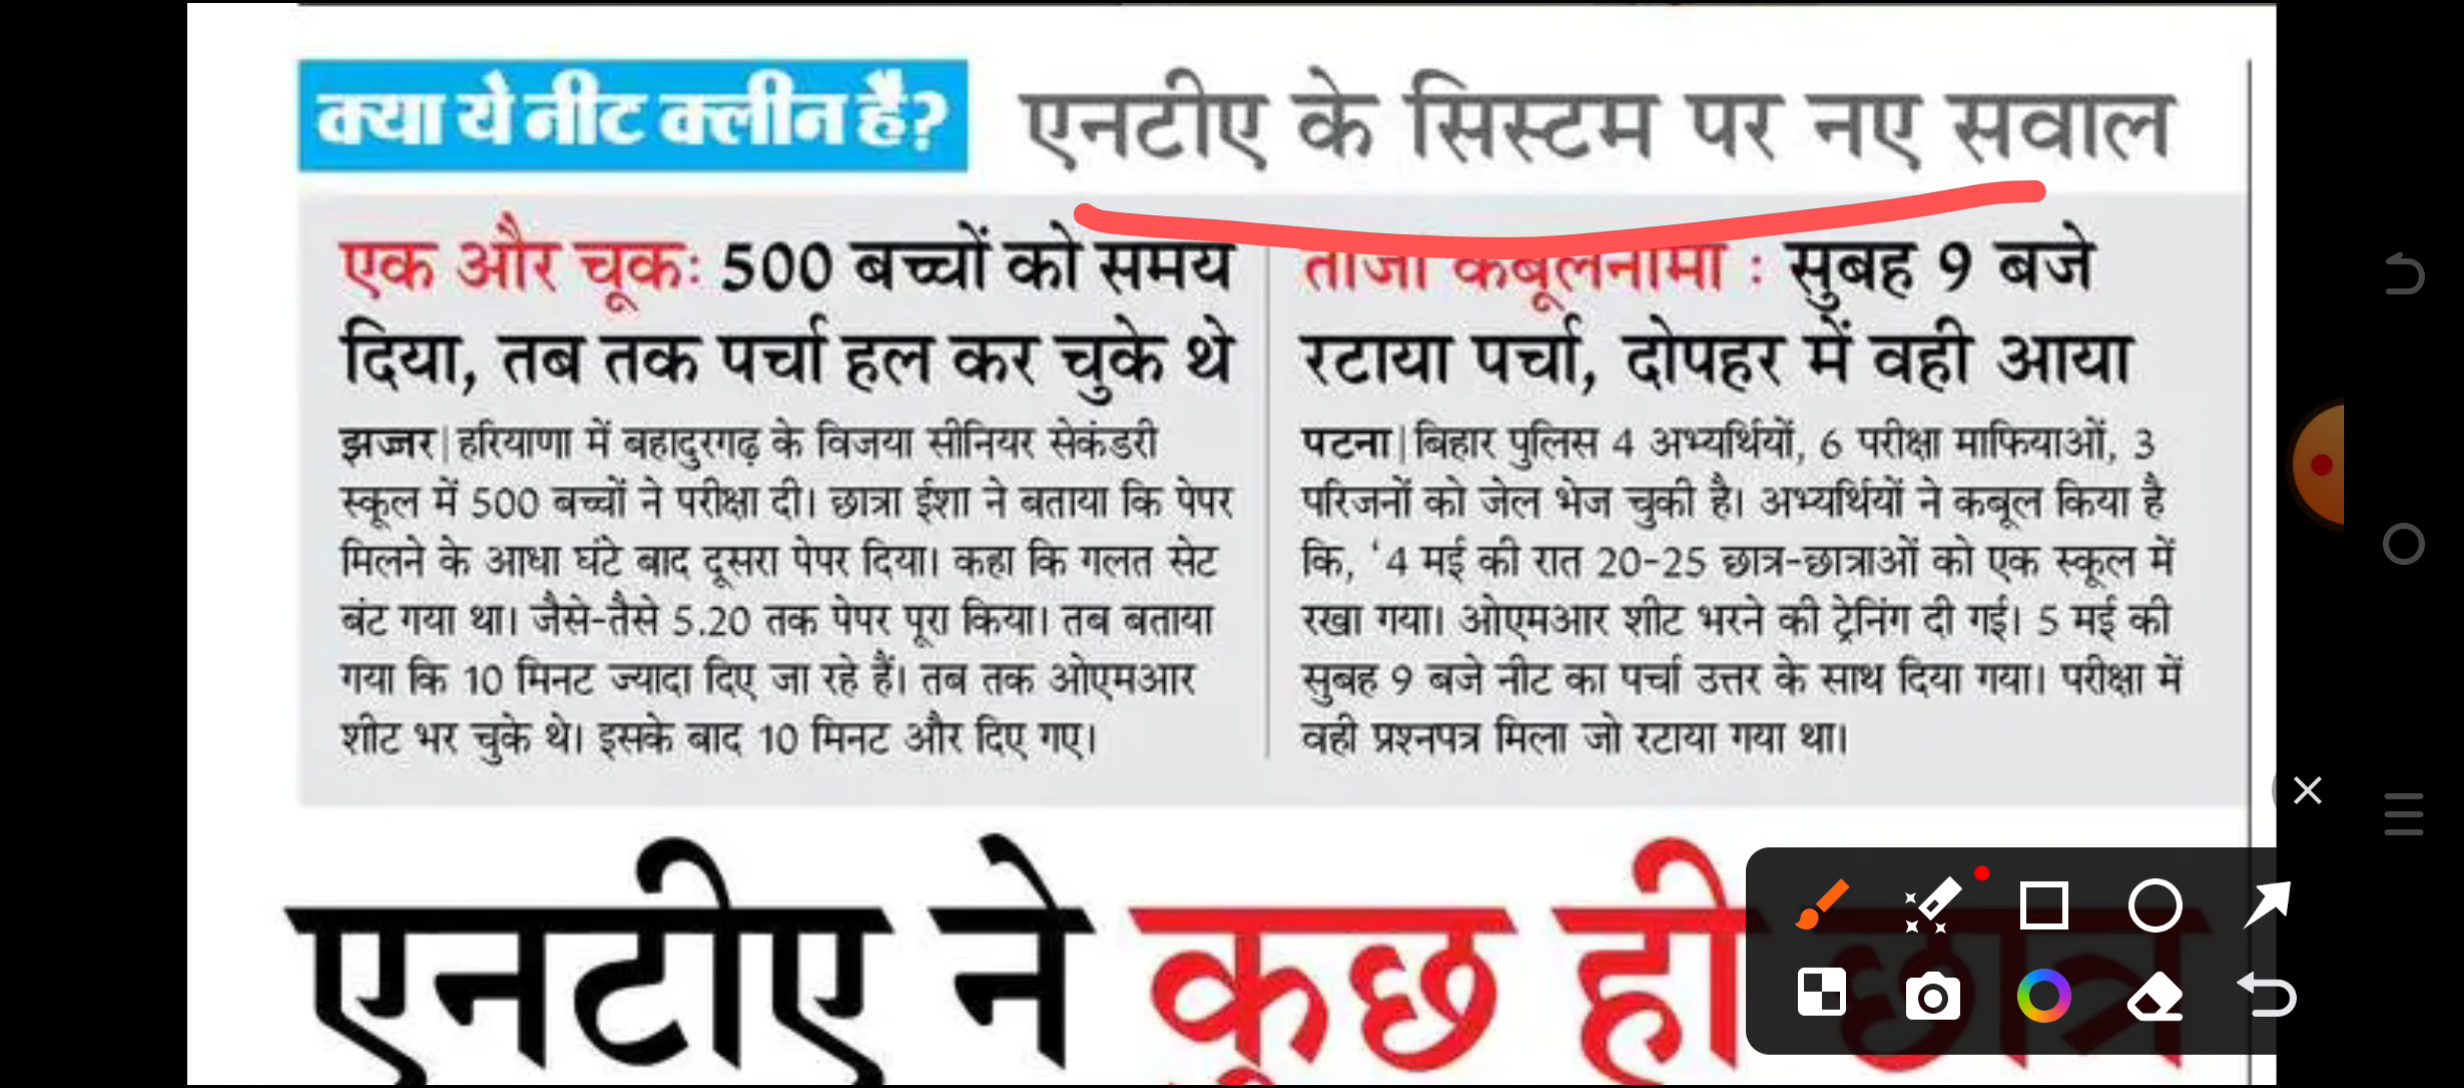 क्या ये नीट क्लीन है? एनटीए के सिस्टम पर नए सवाल
एक और चूक: 500 बच्चों को समय
दिया, तब तक पर्चा हल कर चुके थे
झज्जर|हरियाणा में बहादुरगढ़ के विजया सीनियर सेकंडरी
स्कूल में 500 बच्चों ने परीक्षा दी। छात्रा ईशा ने बताया कि पेपर
मिलने के आधा घंटे बाद दूसरा पेपर दिया। कहा कि गलत सेट
बंट गया था। जैसे-तैसे 5.20 तक पेपर पूरा किया। तब बताया
गया कि 10 मिनट ज्यादा दिए जा रहे हैं। तब तक ओएमआर
शीट भर चुके थे। इसके बाद 10 मिनट और दिए गए।
ताजा कबूलनामा : सुबह 9 बजे
रटाया पर्चा, दोपहर में वही आया
पटना|बिहार पुलिस 4 अभ्यर्थियों, 6 परीक्षा माफियाओं, 3
परिजनों को जेल भेज चुकी है। अभ्यर्थियों ने कबूल किया है
कि, ‘4 मई की रात 20-25 छात्र-छात्राओं को एक स्कूल में
रखा गया। ओएमआर शीट भरने की ट्रेनिंग दी गई। 5 मई की
सुबह 9 बजे नीट का पर्चा उत्तर के साथ दिया गया। परीक्षा में
वही प्रश्नपत्र मिला जो रटाया गया था।
एनटीए ने कुछ ही छात्र